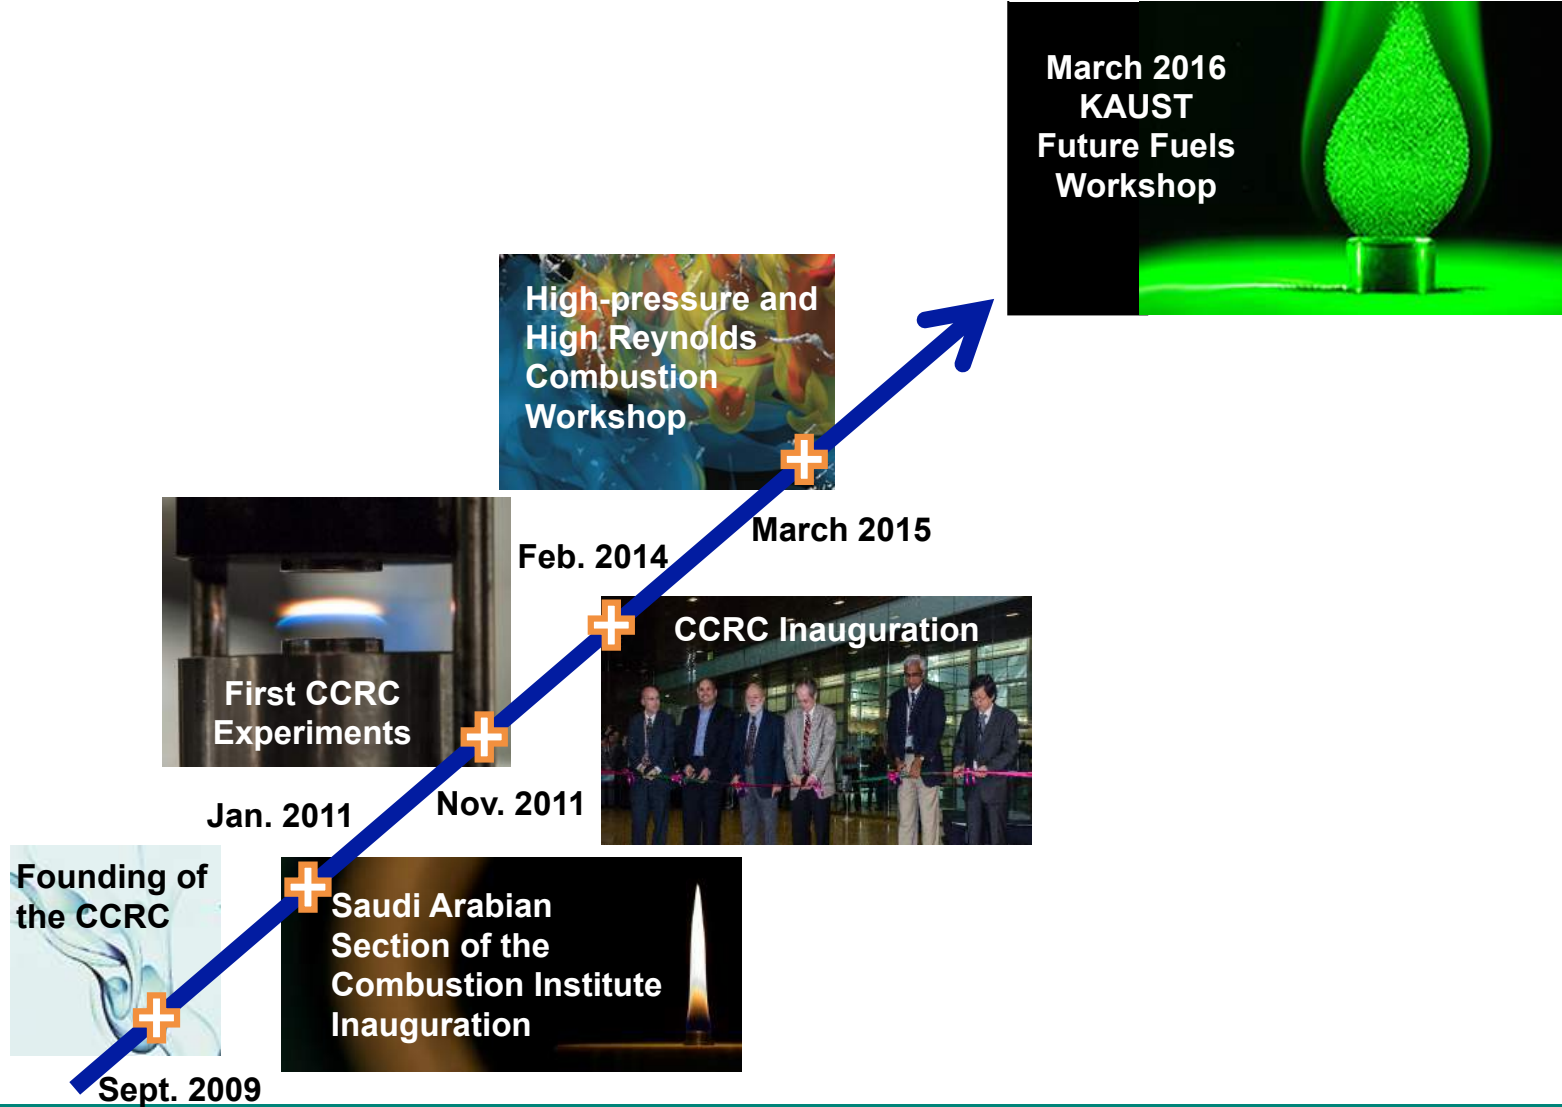 March 2016
KAUST
Future Fuels
Workshop
High-pressure and
High Reynolds
Combustion
Workshop
March 2015
Feb. 2014
CCRC Inauguration
First CCRC
Experiments
Nov. 2011
Jan. 2011
Saudi Arabian
Section of the
Combustion Institute
Inauguration
Founding of
the CCRC
Sept. 2009